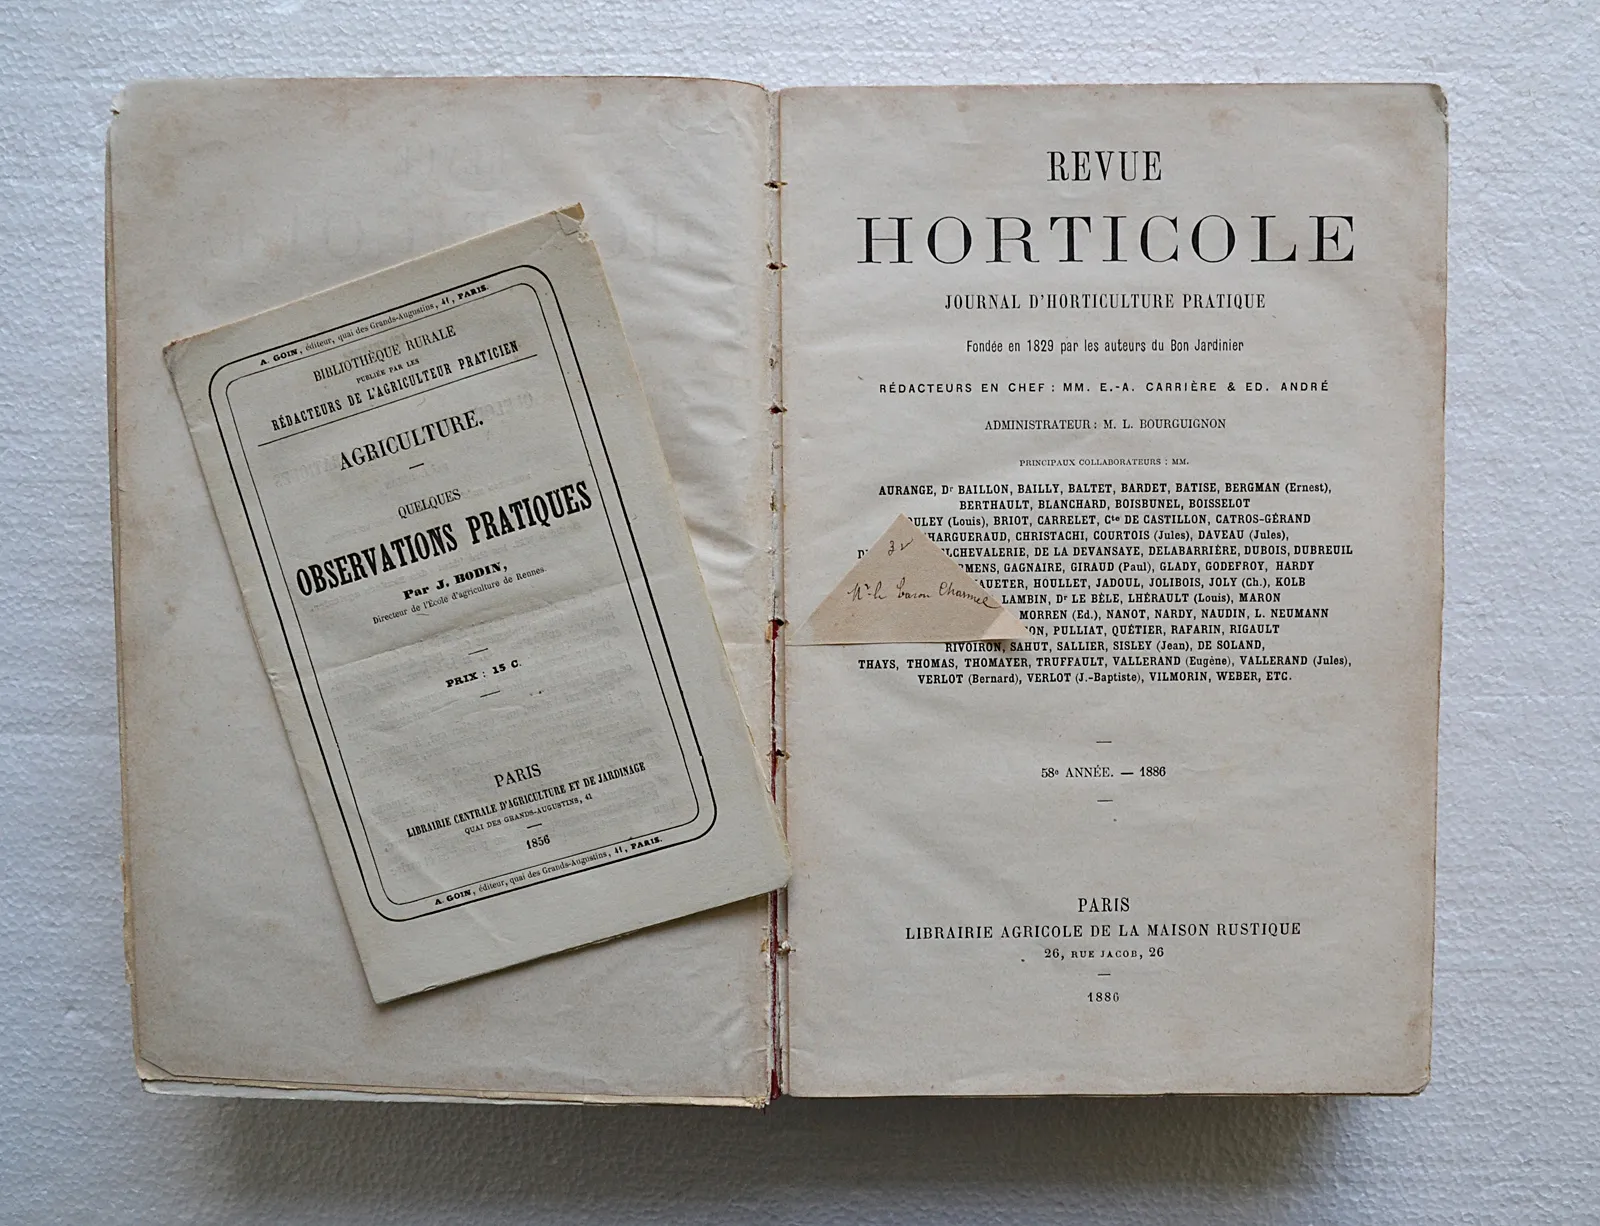 A. GOIN, éditeur, quai des Grands-Augustins, 41, PARIS.
BIBLIOTHÈQUE RURALE
PUBLIÉE PAR LES
RÉDACTEURS DE L'AGRICULTEUR PRATICIEN
AGRICULTURE.
QUELQUES
OBSERVATIONS PRATIQUES
Par J. BODIN,
Directeur de l'École d'agriculture de Rennes.
PRIX : 15 C.
PARIS
LIBRAIRIE CENTRALE D'AGRICULTURE ET DE JARDINAGE
QUAI DES GRANDS-AUGUSTINS, 41
1856
A. GOIN, éditeur, quai des Grands-Augustins, 41, PARIS.
REVUE
HORTICOLE
JOURNAL D'HORTICULTURE PRATIQUE
Fondée en 1829 par les auteurs du Bon Jardinier
RÉDACTEURS EN CHEF : MM. E.-A. CARRIÈRE & ED. ANDRÉ
ADMINISTRATEUR : M. L. BOURGUIGNON
PRINCIPAUX COLLABORATEURS : MM.
AURANGE, Dr BAILLON, BAILLY, BALTET, BARDET, BATISE, BERGMAN (Ernest),
BERTHAULT, BLANCHARD, BOISBUNEL, BOISSELOT
(Louis), BRIOT, CARRELET, Cte DE CASTILLON, CATROS-GÉRAND
HARGUERAUD, CHRISTACHI, COURTOIS (Jules), DAVEAU (Jules),
LCHEVALERIE, DE LA DEVANSAYE, DELABARRIÈRE, DUBOIS, DUBREUIL
RMENS, GAGNAIRE, GIRAUD (Paul), GLADY, GODEFROY, HARDY
AUETER, HOULLET, JADOUL, JOLIBOIS, JOLY (Ch.), KOLB
LAMBIN, Dr LE BÈLE, LHÉRAULT (Louis), MARON
MORREN (Ed.), NANOT, NARDY, NAUDIN, L. NEUMANN
ON, PULLIAT, QUÉTIER, RAFARIN, RIGAULT
RIVOIRON, SAHUT, SALLIER, SISLEY (Jean), DE SOLAND,
THAYS, THOMAS, THOMAYER, TRUFFAULT, VALLERAND (Eugène), VALLERAND (Jules),
VERLOT (Bernard), VERLOT (J.-Baptiste), VILMORIN, WEBER, ETC.
Mr le baron Charmel
58e ANNÉE. — 1886
PARIS
LIBRAIRIE AGRICOLE DE LA MAISON RUSTIQUE
26, RUE JACOB, 26
1886